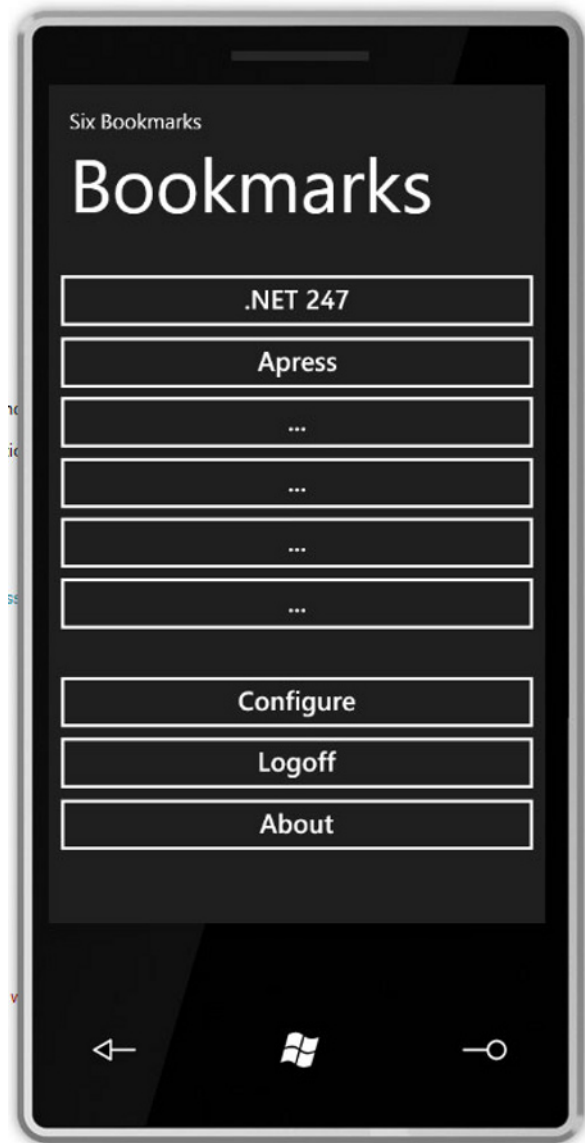 Six Bookmarks
Bookmarks
.NET 247
Apress
...
...
...
...
Configure
Logoff
About